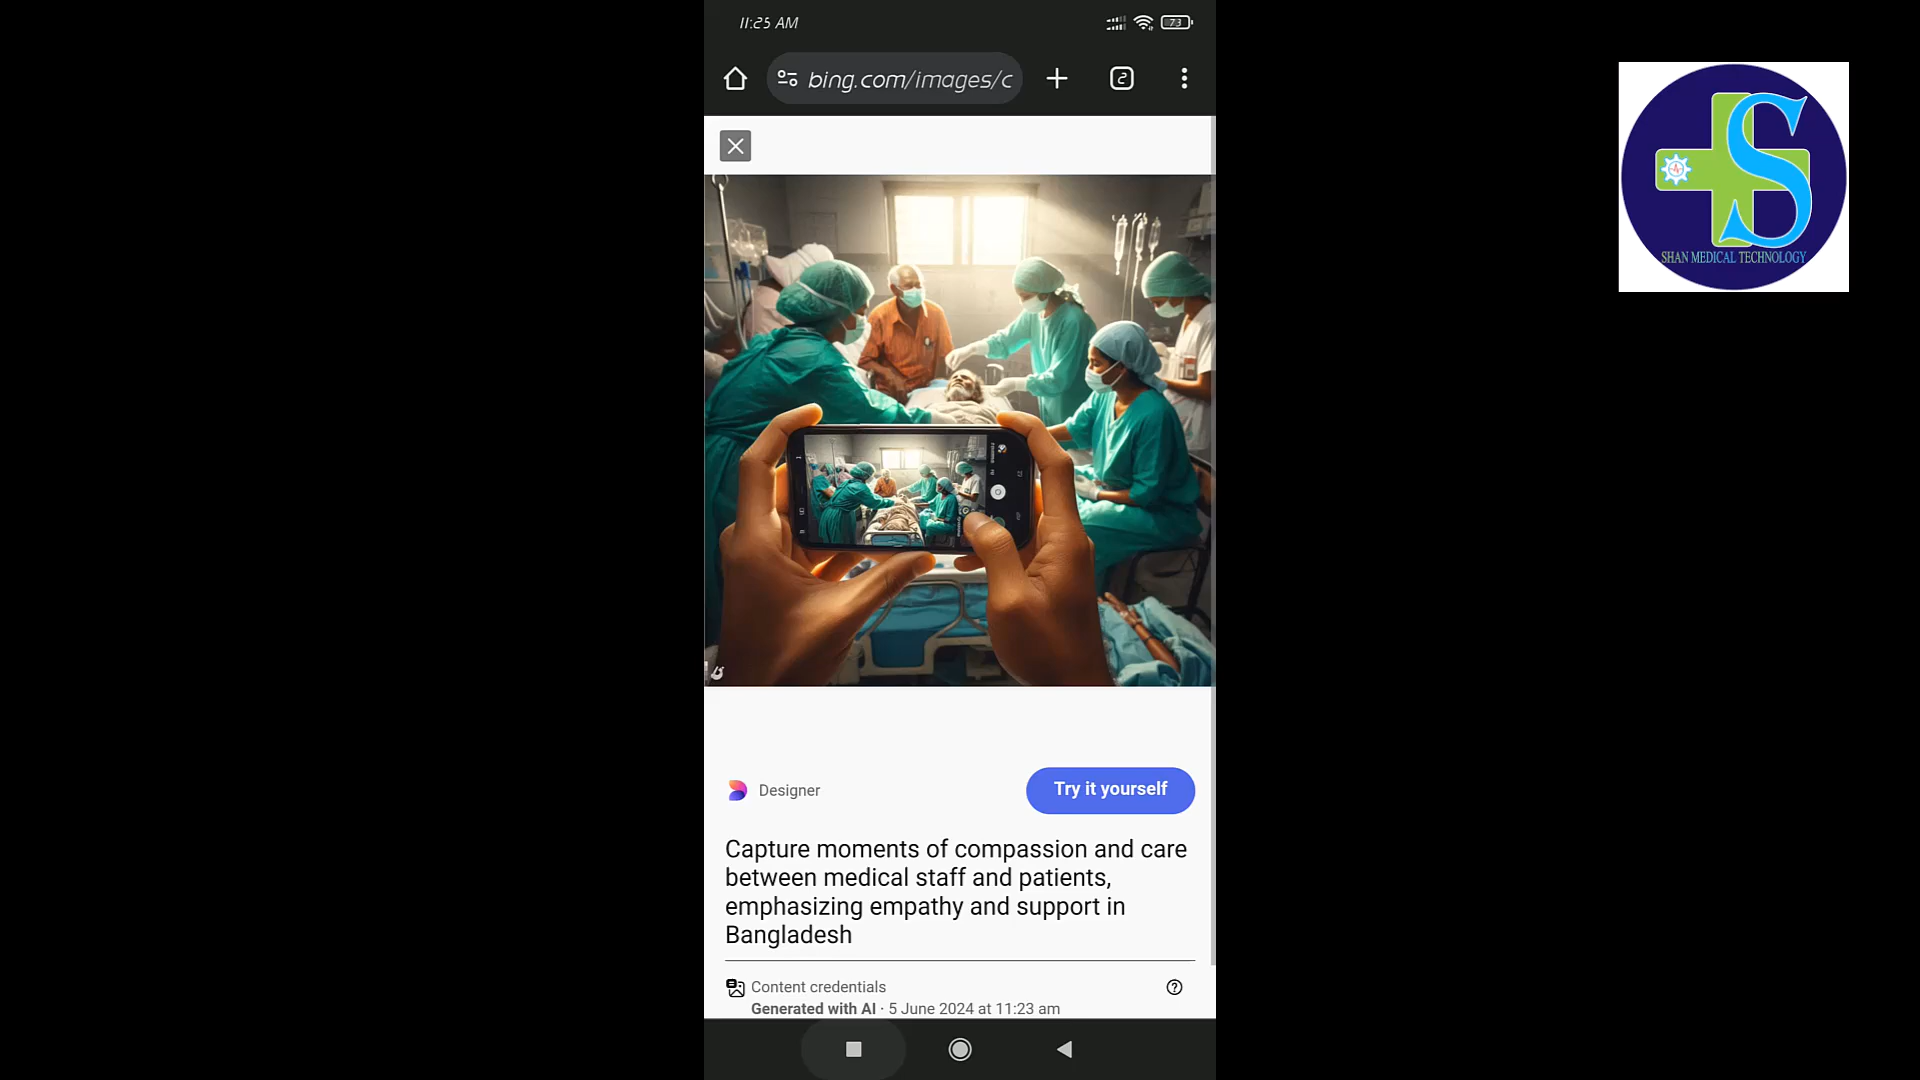 11:25 AM
73
bing.com/images/c
2
SHAN MEDICAL TECHNOLOGY
Designer
Try it yourself
Capture moments of compassion and care
between medical staff and patients,
emphasizing empathy and support in
Bangladesh
Content credentials
Generated with AI · 5 June 2024 at 11:23 am